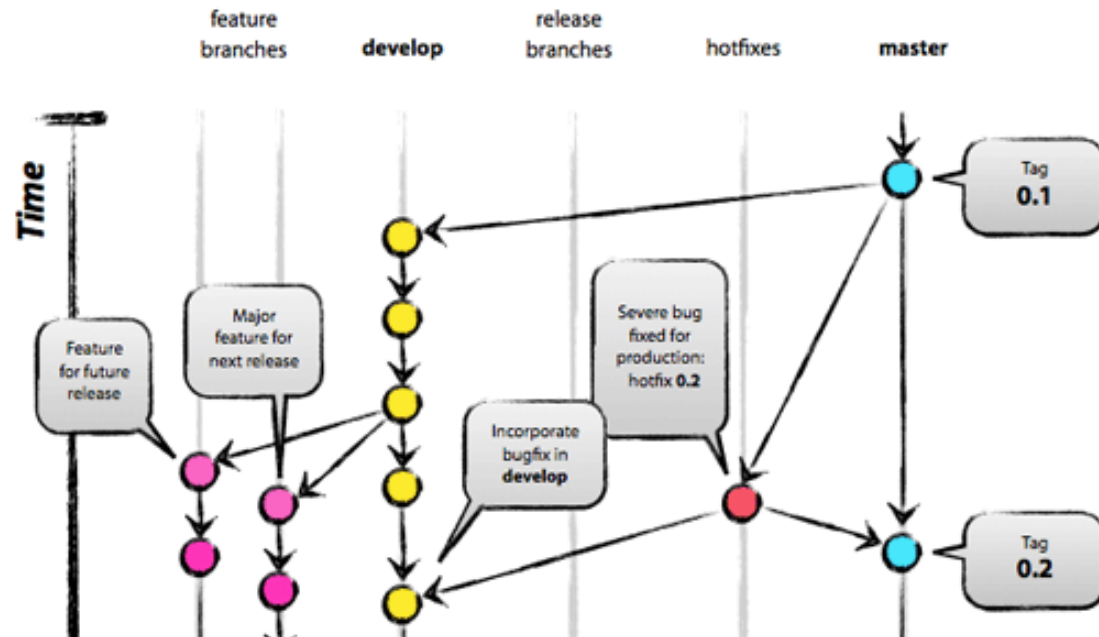 feature
branches
develop
release
branches
hotfixes
master
Time
Tag
0.1
Major
feature for
next release
Severe bug
fixed for
production:
hotfix 0.2
Feature
for future
release
Incorporate
bugfix in
develop
Tag
0.2